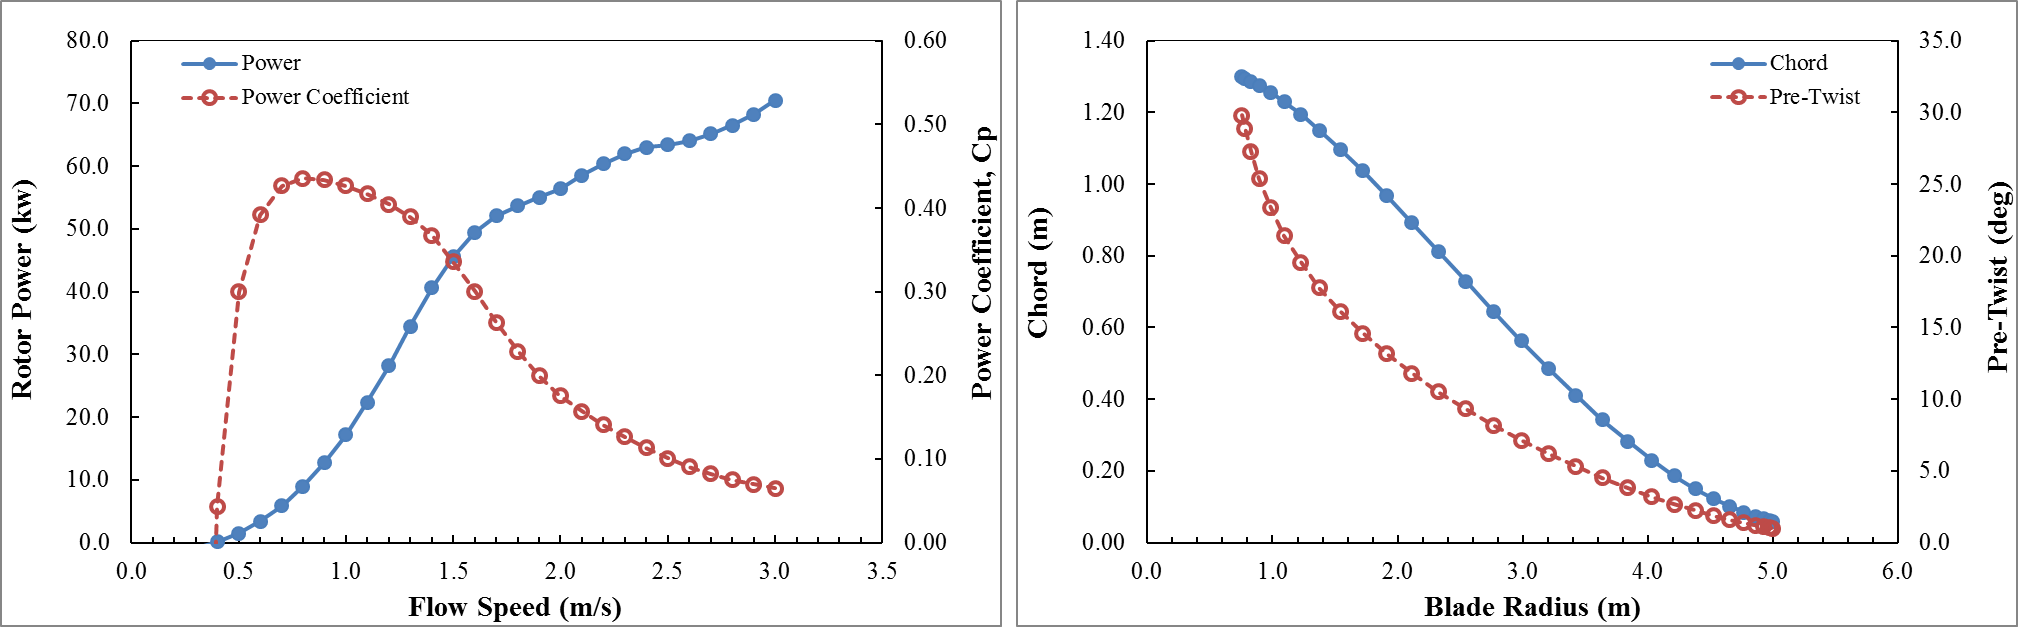 80.0
70.0
60.0
50.0
40.0
30.0
20.0
10.0
0.0
Rotor Power (kw)
Power
Power Coefficient
0.60
0.50
0.40
0.30
0.20
0.10
0.00
Power Coefficient, Cp
0.0 0.5 1.0 1.5 2.0 2.5 3.0 3.5
Flow Speed (m/s)
1.40
1.20
1.00
0.80
0.60
0.40
0.20
0.00
Chord (m)
Chord
Pre-Twist
35.0
30.0
25.0
20.0
15.0
10.0
5.0
0.0
Pre-Twist (deg)
0.0 1.0 2.0 3.0 4.0 5.0 6.0
Blade Radius (m)